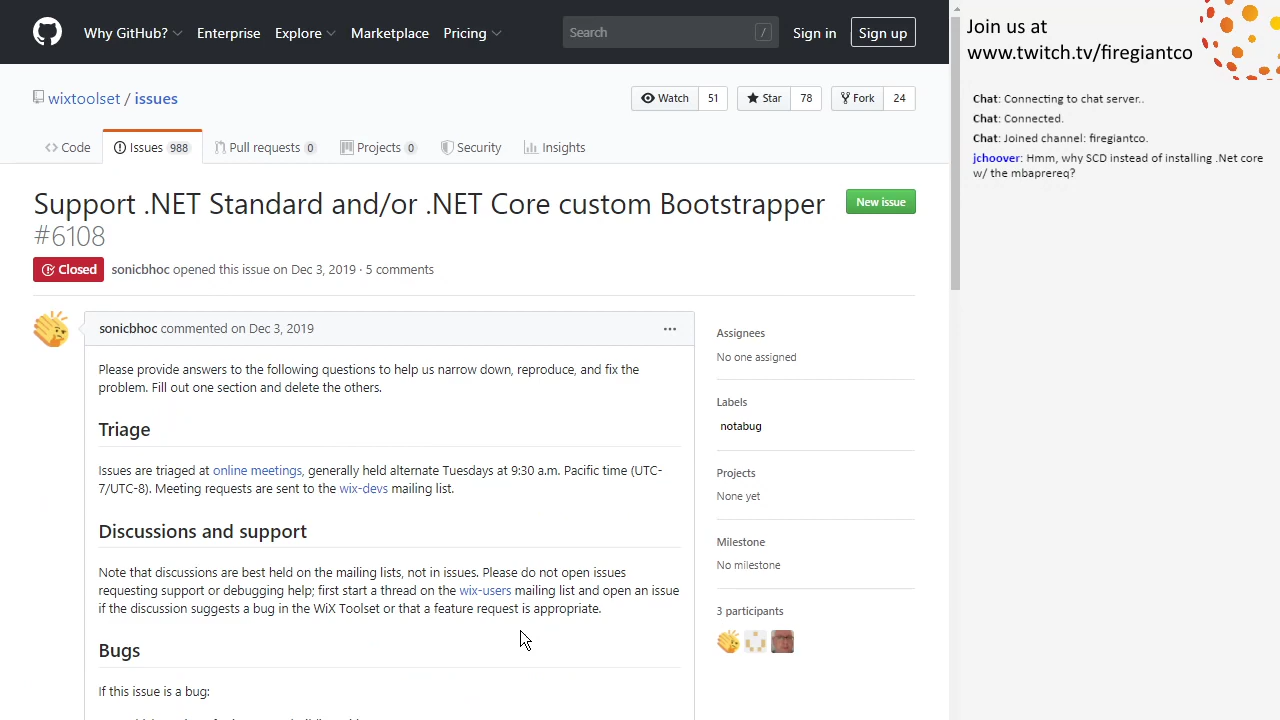 Why GitHub? Enterprise Explore Marketplace Pricing Search / Sign in Sign up
wixtoolset / issues Watch 51 Star 78 Fork 24
Code Issues 988 Pull requests 0 Projects 0 Security Insights
Support .NET Standard and/or .NET Core custom Bootstrapper
#6108
New issue
Closed sonicbhoc opened this issue on Dec 3, 2019 · 5 comments
sonicbhoc commented on Dec 3, 2019
Please provide answers to the following questions to help us narrow down, reproduce, and fix the
problem. Fill out one section and delete the others.
Triage
Issues are triaged at online meetings, generally held alternate Tuesdays at 9:30 a.m. Pacific time (UTC-
7/UTC-8). Meeting requests are sent to the wix-devs mailing list.
Discussions and support
Note that discussions are best held on the mailing lists, not in issues. Please do not open issues
requesting support or debugging help; first start a thread on the wix-users mailing list and open an issue
if the discussion suggests a bug in the WiX Toolset or that a feature request is appropriate.
Bugs
If this issue is a bug:
Assignees
No one assigned
Labels
notabug
Projects
None yet
Milestone
No milestone
3 participants
Join us at
www.twitch.tv/firegiantco
Chat: Connecting to chat server..
Chat: Connected.
Chat: Joined channel: firegiantco.
jchoover: Hmm, why SCD instead of installing .Net core
w/ the mbaprereq?